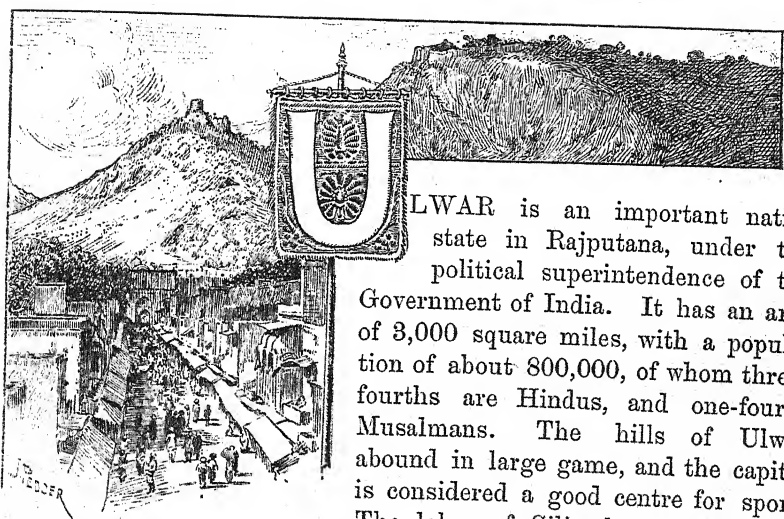 ULWAR is an important nati
state in Rajputana, under t
political superintendence of t
Government of India. It has an ar
of 3,000 square miles, with a popul
tion of about 800,000, of whom thre
fourths are Hindus, and one-four
Musalmans. The hills of Ulw
abound in large game, and the capit
is considered a good centre for spor